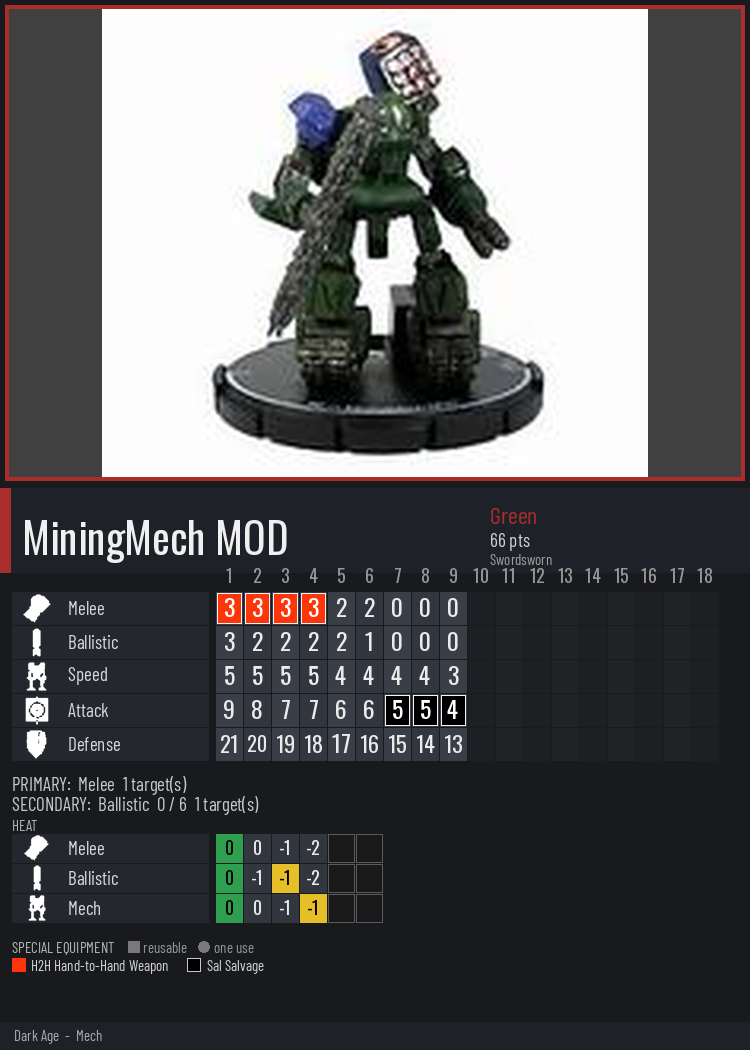 MiningMech MOD
Green
66 pts
Swordsworn
1 2 3 4 5 6 7 8 9 10 11 12 13 14 15 16 17 18
Melee 3 3 3 3 2 2 0 0 0
Ballistic 3 2 2 2 2 1 0 0 0
Speed 5 5 5 5 4 4 4 4 3
Attack 9 8 7 7 6 6 5 5 4
Defense 21 20 19 18 17 16 15 14 13
PRIMARY: Melee 1 target(s)
SECONDARY: Ballistic 0 / 6 1 target(s)
HEAT
Melee 0 0 -1 -2
Ballistic 0 -1 -1 -2
Mech 0 0 -1 -1
SPECIAL EQUIPMENT reusable one use
H2H Hand-to-Hand Weapon Sal Salvage
Dark Age - Mech